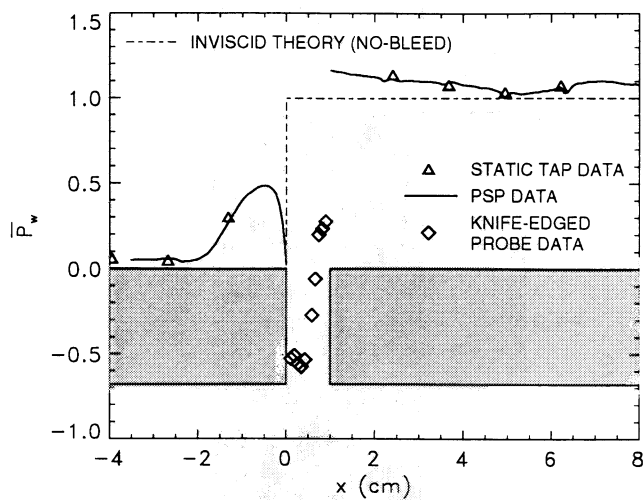 1.5
1.0
0.5
0.0
−0.5
−1.0
P̅w
INVISCID THEORY (NO-BLEED)
STATIC TAP DATA
PSP DATA
KNIFE-EDGED
PROBE DATA
−4 −2 0 2 4 6 8
x (cm)